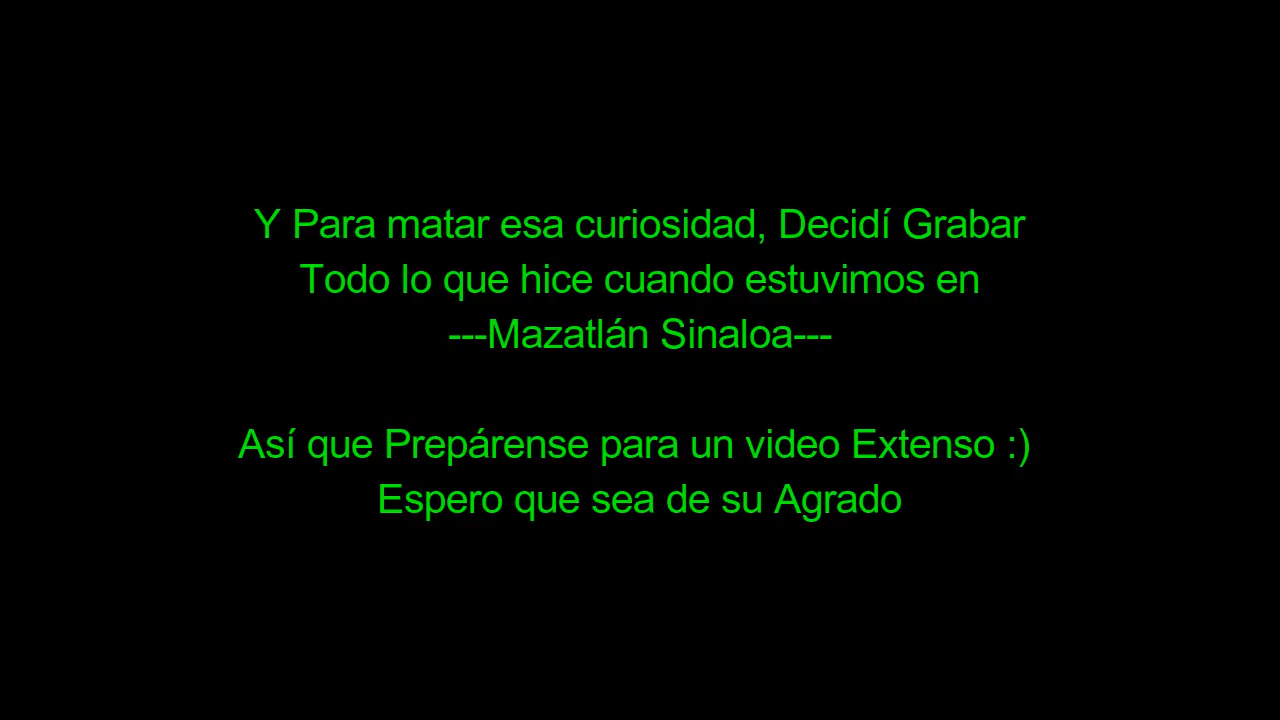 Y Para matar esa curiosidad, Decidí Grabar
Todo lo que hice cuando estuvimos en
---Mazatlán Sinaloa---
Así que Prepárense para un video Extenso :)
Espero que sea de su Agrado